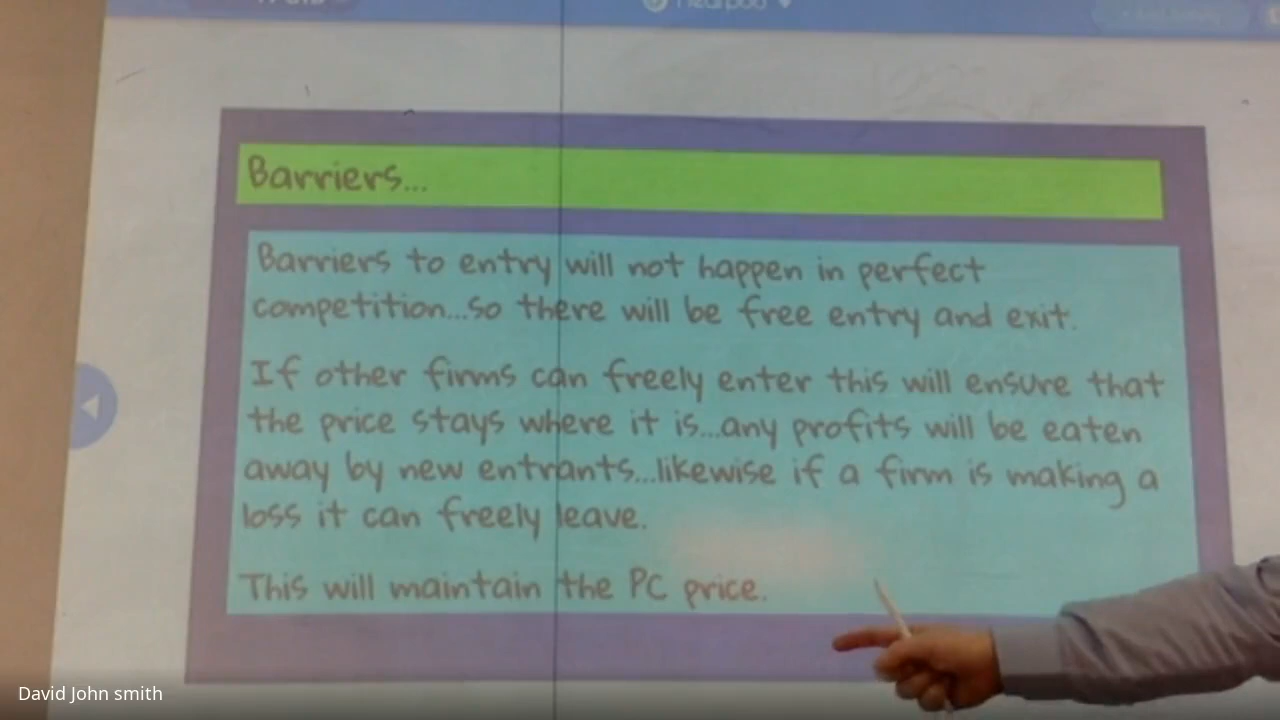 Nearpod
Barriers...
Barriers to entry will not happen in perfect
competition...so there will be free entry and exit.
If other firms can freely enter this will ensure that
the price stays where it is...any profits will be eaten
away by new entrants...likewise if a firm is making a
loss it can freely leave.
This will maintain the PC price.
David John smith